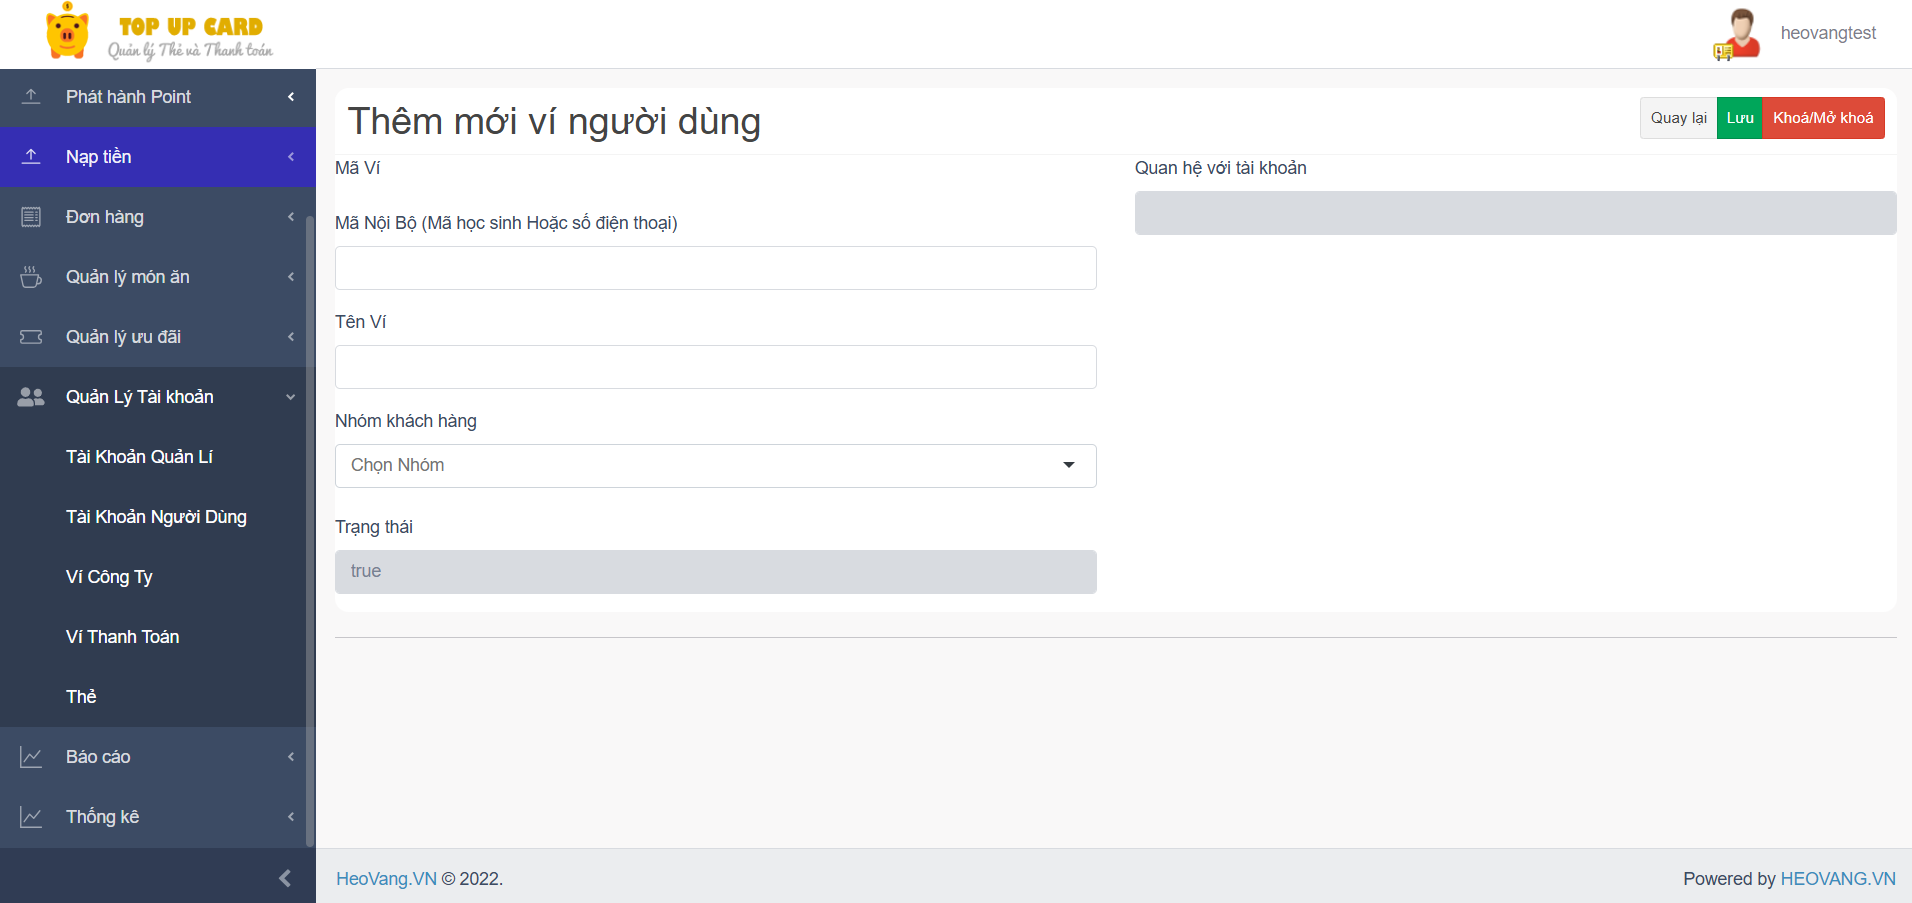 TOP UP CARD
Quản lý Thẻ và Thanh toán
heovangtest
Phát hành Point
Nạp tiền
Đơn hàng
Quản lý món ăn
Quản lý ưu đãi
Quản Lý Tài khoản
Tài Khoản Quản Lí
Tài Khoản Người Dùng
Ví Công Ty
Ví Thanh Toán
Thẻ
Báo cáo
Thống kê
Thêm mới ví người dùng
Quay lại
Lưu
Khoá/Mở khoá
Mã Ví
Mã Nội Bộ (Mã học sinh Hoặc số điện thoại)
Tên Ví
Nhóm khách hàng
Chọn Nhóm
Trạng thái
true
Quan hệ với tài khoản
HeoVang.VN © 2022.
Powered by HEOVANG.VN